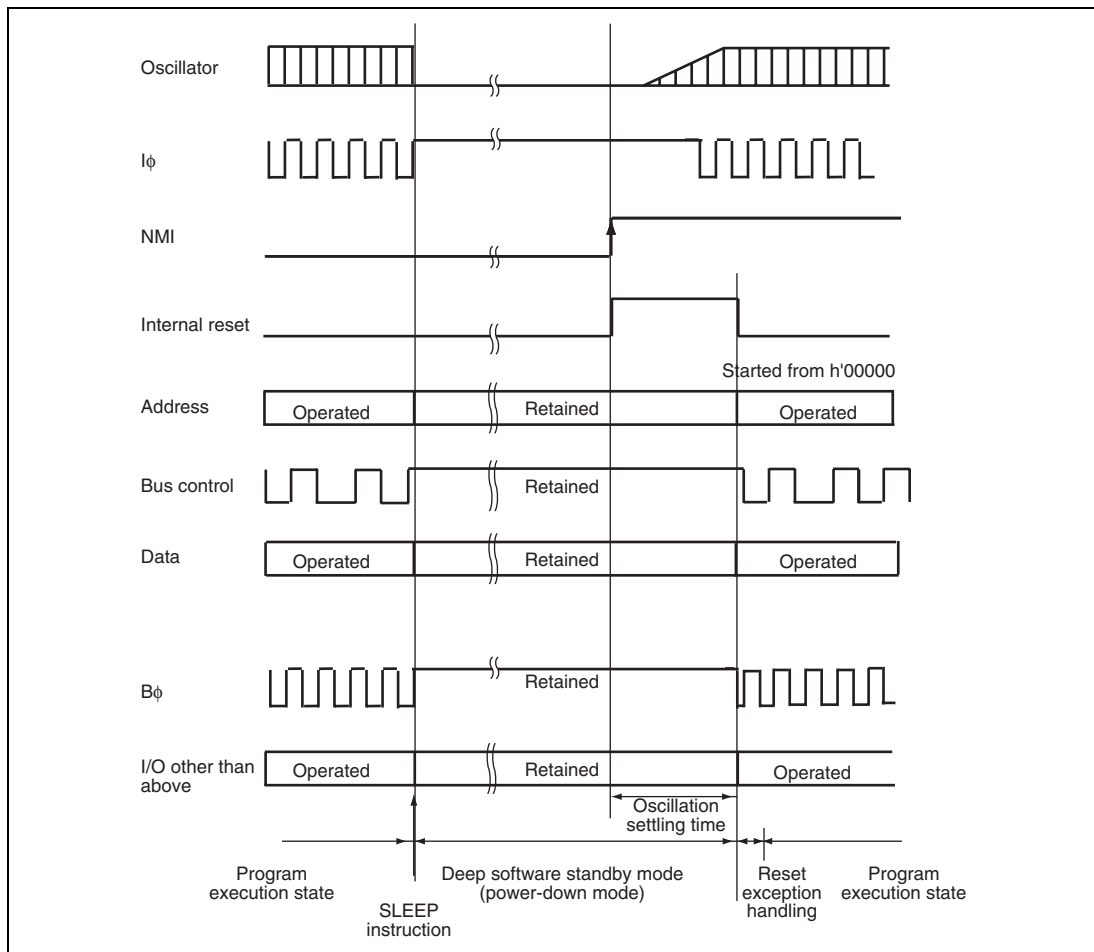 Oscillator
Iϕ
NMI
Internal reset
Started from h'00000
Address
Operated
Retained
Operated
Bus control
Retained
Data
Operated
Retained
Operated
Bϕ
Retained
I/O other than
above
Operated
Retained
Operated
Oscillation
settling time
Program
execution state
Deep software standby mode
(power-down mode)
Reset
exception
handling
Program
execution state
SLEEP
instruction